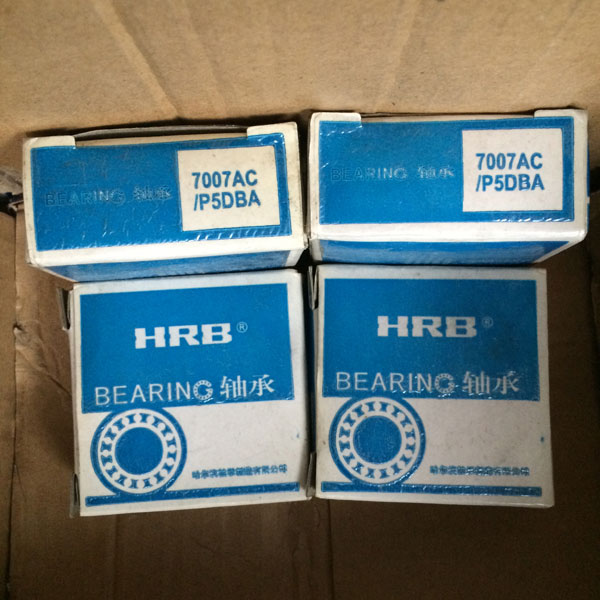 BEARING 轴承
7007AC
/P5DBA
BEARING 轴承
7007AC
/P5DBA
HRB®
BEARING 轴承
HRB®
BEARING 轴承